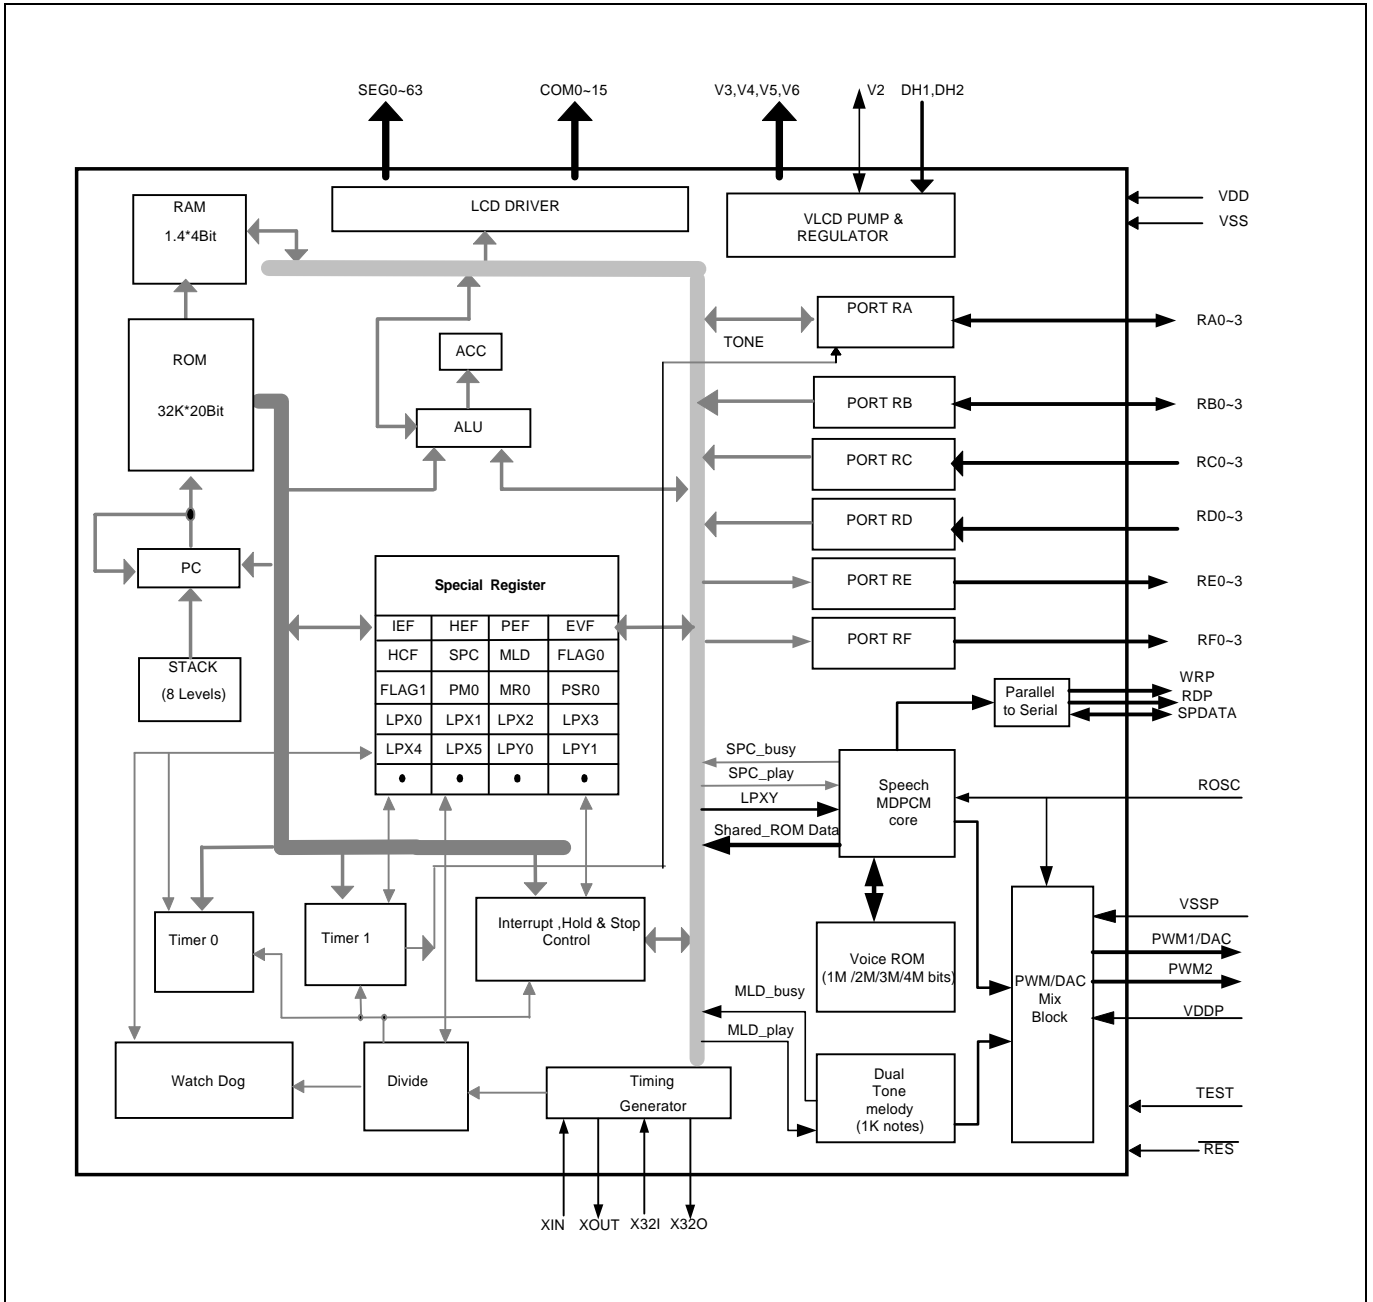 SEG0~63 COM0~15 V3,V4,V5,V6 V2 DH1,DH2
VDD
VSS
RAM
1.4*4Bit
LCD DRIVER
VLCD PUMP &
REGULATOR
ROM
32K*20Bit
ACC
ALU
TONE
PORT RA
RA0~3
PORT RB
RB0~3
PORT RC
RC0~3
PORT RD
RD0~3
PORT RE
RE0~3
PORT RF
RF0~3
PC
STACK
(8 Levels)
Special Register
IEF HEF PEF EVF
HCF SPC MLD FLAG0
FLAG1 PM0 MR0 PSR0
LPX0 LPX1 LPX2 LPX3
LPX4 LPX5 LPY0 LPY1
Parallel
to Serial
WRP
RDP
SPDATA
SPC_busy
SPC_play
LPXY
Shared_ROM Data
Speech
MDPCM
core
ROSC
Timer 0
Timer 1
Interrupt ,Hold & Stop
Control
Voice ROM
(1M /2M/3M/4M bits)
PWM/DAC
Mix
Block
VSSP
PWM1/DAC
PWM2
VDDP
MLD_busy
MLD_play
Watch Dog
Divide
Timing
Generator
Dual
Tone
melody
(1K notes)
TEST
RES
XIN XOUT X32I X32O